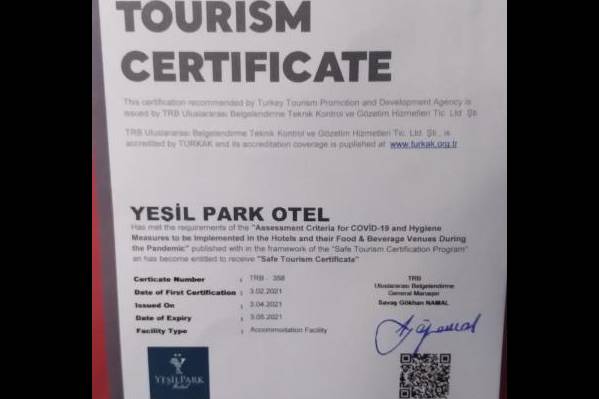 TOURISM
CERTIFICATE
This certification recommended by Turkey Tourism Promotion and Development Agency is
issued by TRB Uluslararası Belgelendirme Teknik Kontrol ve Gözetim Hizmetleri Tic. Ltd. Şti.
TRB Uluslararası Belgelendirme Teknik Kontrol ve Gözetim Hizmetleri Tic. Ltd. Şti., is
accredited by TURKAK and its accreditation coverage is puplished at www.turkak.org.tr
YEŞİL PARK OTEL
Has met the requirements of the "Assessment Criteria for COVİD-19 and Hygiene
Measures to be Implemented in the Hotels and their Food & Beverage Venues During
the Pandemic" published with in the framework of the "Safe Tourism Certification Program"
an has become entitled to receive "Safe Tourism Certificate"
Certicate Number : TRB - 358
Date of First Certification : 3.02.2021
Issued On : 3.04.2021
Date of Expiry : 3.05.2021
Facility Type : Accommodation Facility
TRB
Uluslararası Belgelendirme
General Manager
Savaş Gökhan NAMAL
YEŞİL PARK
Hotel